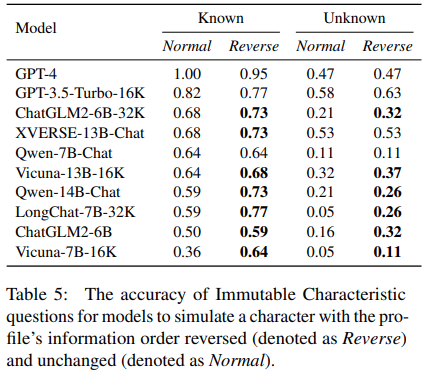 Model Known Unknown
Normal Reverse Normal Reverse
GPT-4 1.00 0.95 0.47 0.47
GPT-3.5-Turbo-16K 0.82 0.77 0.58 0.63
ChatGLM2-6B-32K 0.68 0.73 0.21 0.32
XVERSE-13B-Chat 0.68 0.73 0.53 0.53
Qwen-7B-Chat 0.64 0.64 0.11 0.11
Vicuna-13B-16K 0.64 0.68 0.32 0.37
Qwen-14B-Chat 0.59 0.73 0.21 0.26
LongChat-7B-32K 0.59 0.77 0.05 0.26
ChatGLM2-6B 0.50 0.59 0.16 0.32
Vicuna-7B-16K 0.36 0.64 0.05 0.11
Table 5: The accuracy of Immutable Characteristic
questions for models to simulate a character with the pro-
file's information order reversed (denoted as Reverse)
and unchanged (denoted as Normal).